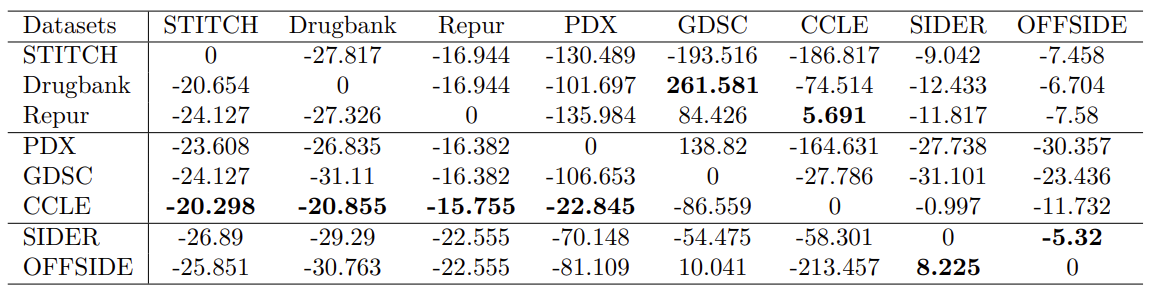 Datasets STITCH Drugbank Repur PDX GDSC CCLE SIDER OFFSIDE
STITCH 0 -27.817 -16.944 -130.489 -193.516 -186.817 -9.042 -7.458
Drugbank -20.654 0 -16.944 -101.697 261.581 -74.514 -12.433 -6.704
Repur -24.127 -27.326 0 -135.984 84.426 5.691 -11.817 -7.58
PDX -23.608 -26.835 -16.382 0 138.82 -164.631 -27.738 -30.357
GDSC -24.127 -31.11 -16.382 -106.653 0 -27.786 -31.101 -23.436
CCLE -20.298 -20.855 -15.755 -22.845 -86.559 0 -0.997 -11.732
SIDER -26.89 -29.29 -22.555 -70.148 -54.475 -58.301 0 -5.32
OFFSIDE -25.851 -30.763 -22.555 -81.109 10.041 -213.457 8.225 0